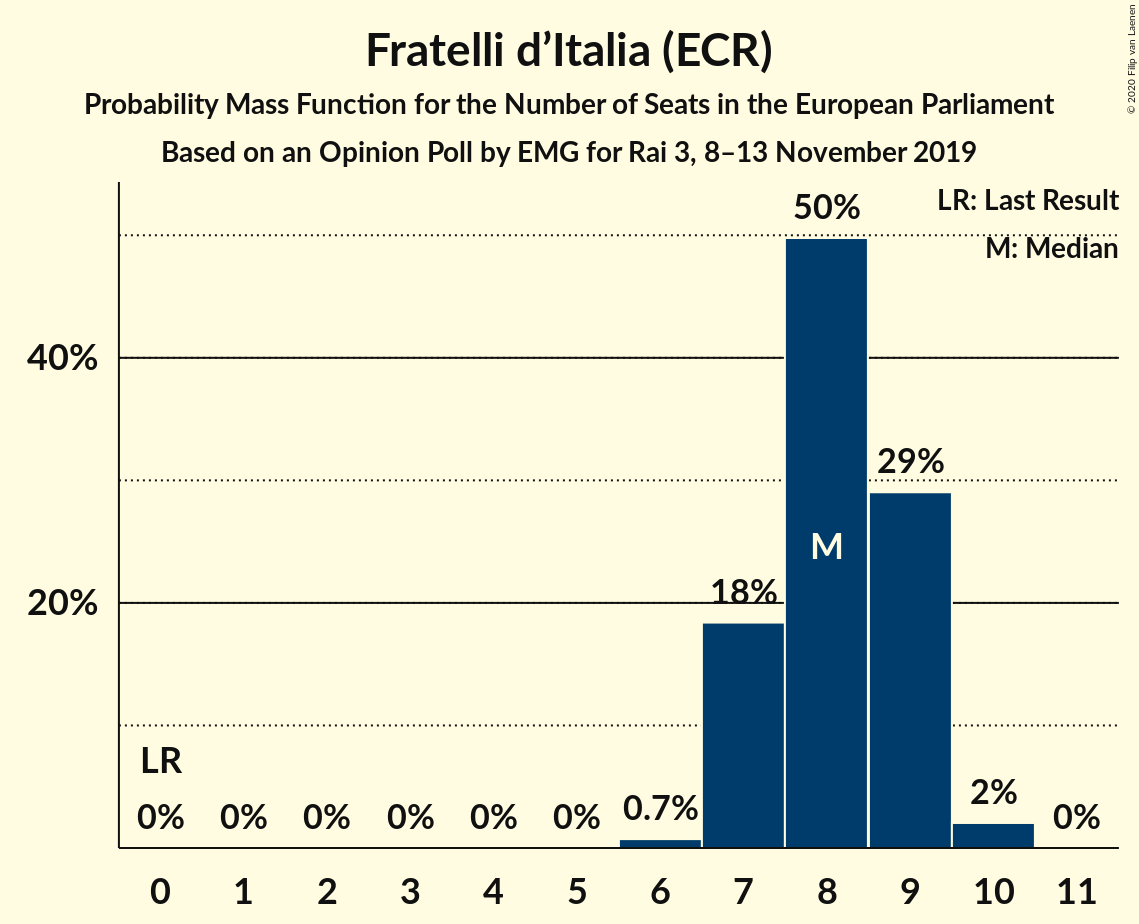 Fratelli d’Italia (ECR)
Probability Mass Function for the Number of Seats in the European Parliament
Based on an Opinion Poll by EMG for Rai 3, 8–13 November 2019
© 2020 Filip van Laenen
LR: Last Result
M: Median
50%
40%
29%
M
20%
18%
LR
0% 0% 0% 0% 0% 0% 0.7% 2% 0%
0 1 2 3 4 5 6 7 8 9 10 11